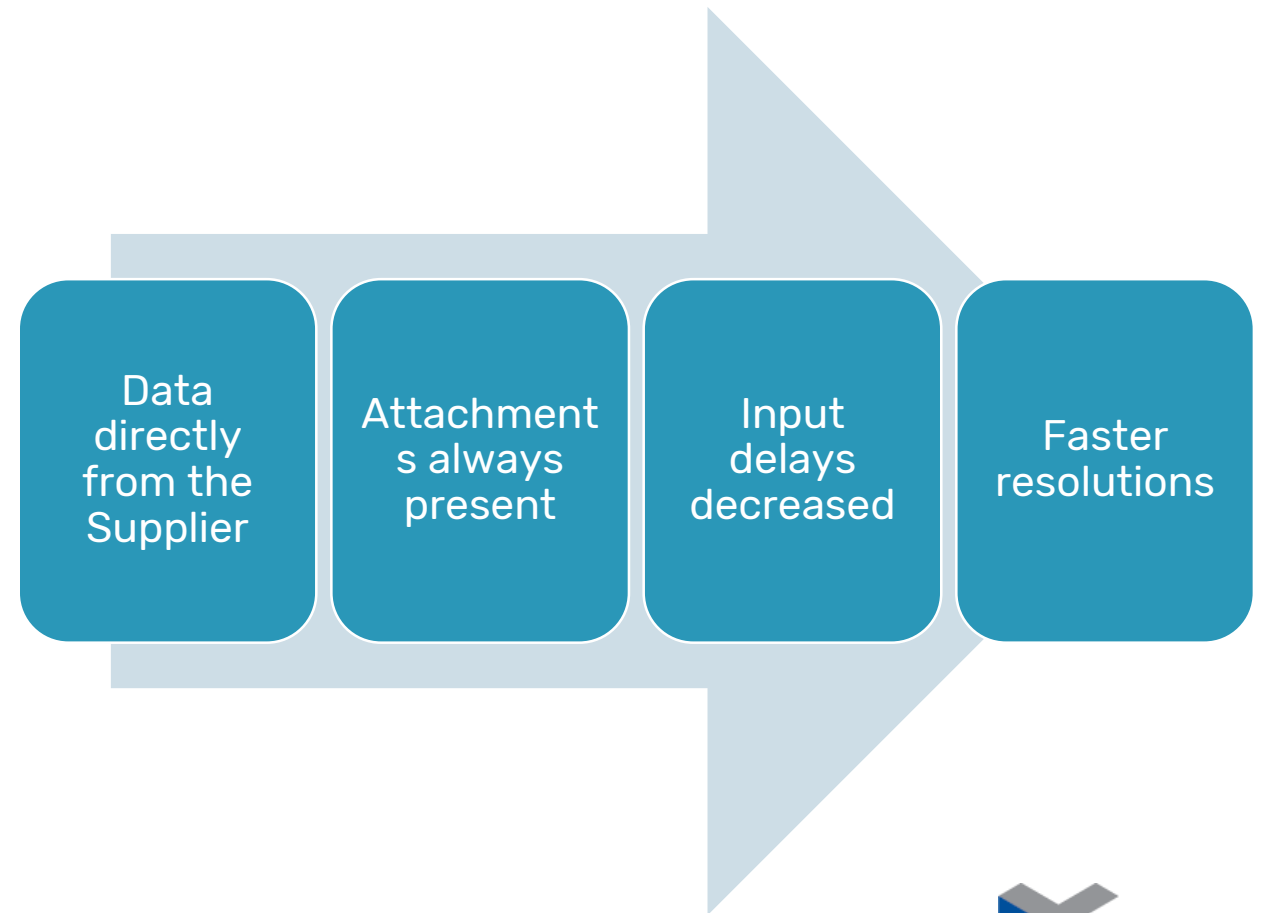 Data
directly
from the
Supplier
Attachment
s always
present
Input
delays
decreased
Faster
resolutions